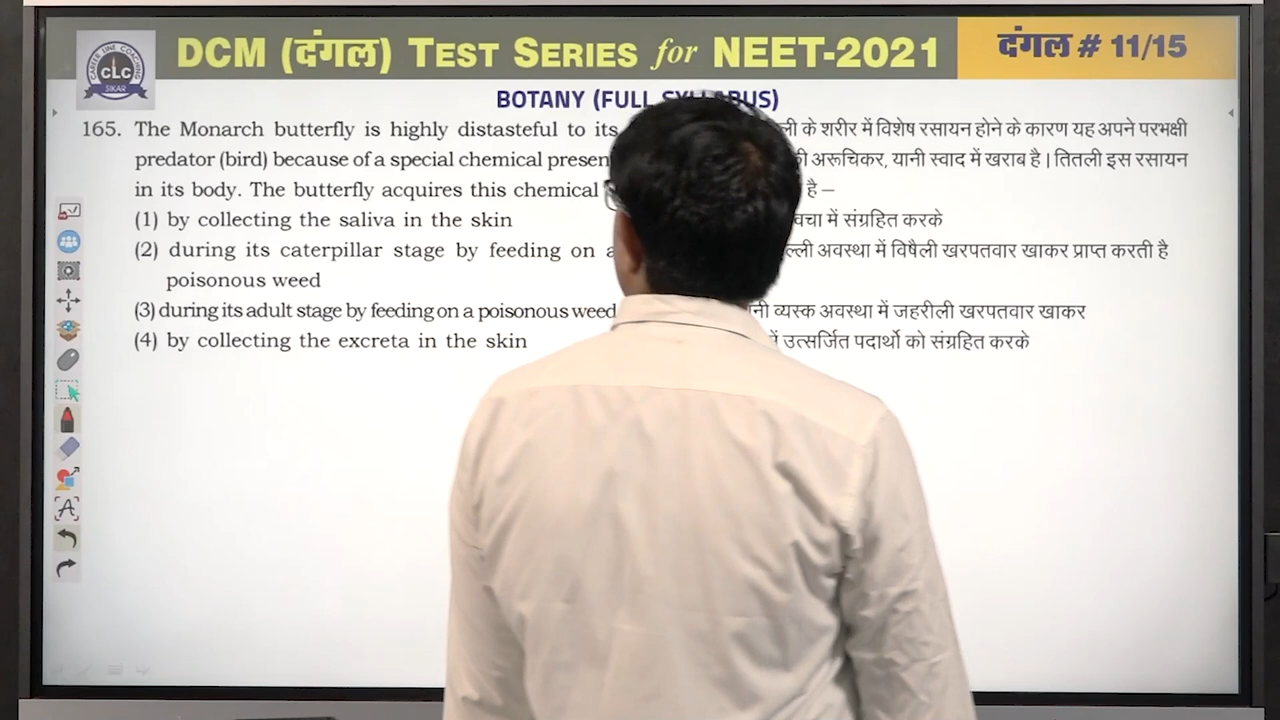 DCM (दंगल) TEST SERIES for NEET-2021
दंगल # 11/15
CAREER LINE COACHING
CLC
SIKAR
BOTANY (FULL SYLLABUS)
165. The Monarch butterfly is highly distasteful to its
predator (bird) because of a special chemical presen
in its body. The butterfly acquires this chemical
(1) by collecting the saliva in the skin
(2) during its caterpillar stage by feeding on a
poisonous weed
(3) during its adult stage by feeding on a poisonous weed
(4) by collecting the excreta in the skin
ली के शरीर में विशेष रसायन होने के कारण यह अपने परभक्षी
अरूचिकर, यानी स्वाद में खराब है। तितली इस रसायन
है –
वचा में संग्रहित करके
ल्ली अवस्था में विषैली खरपतवार खाकर प्राप्त करती है
नी व्यस्क अवस्था में जहरीली खरपतवार खाकर
में उत्सर्जित पदार्थो को संग्रहित करके